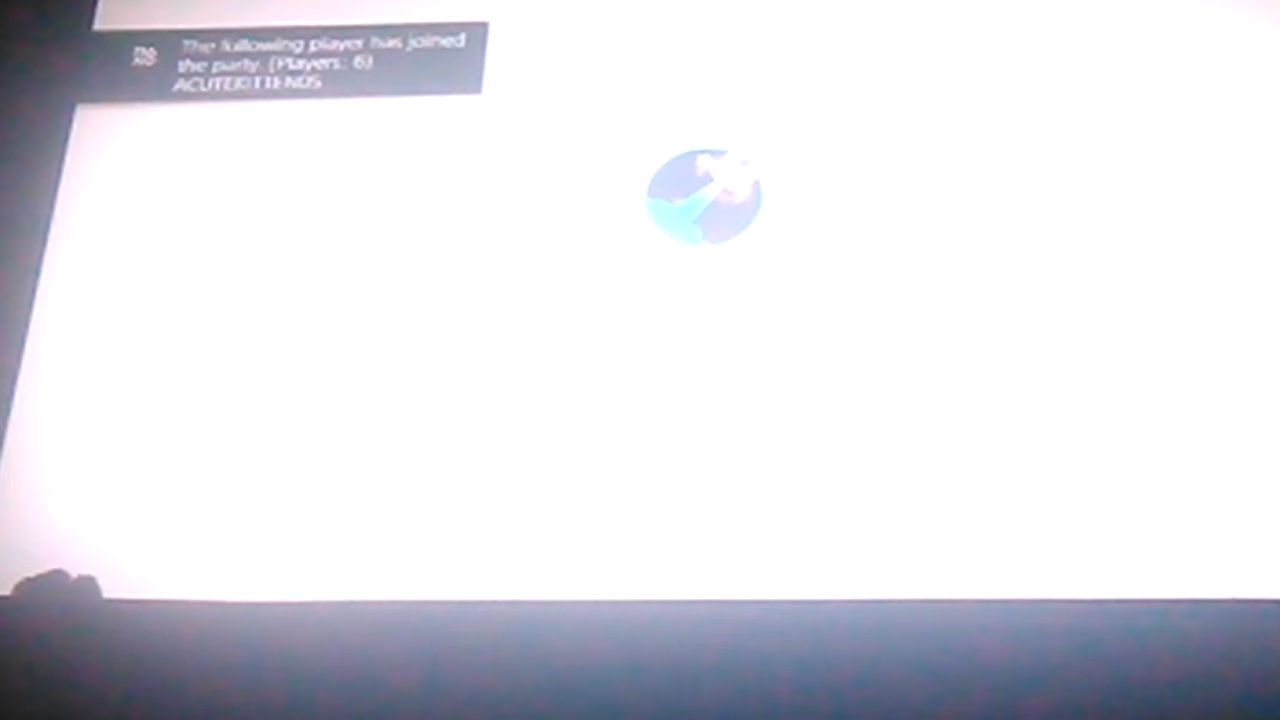 The following player has joined
the party. (Players: 6)